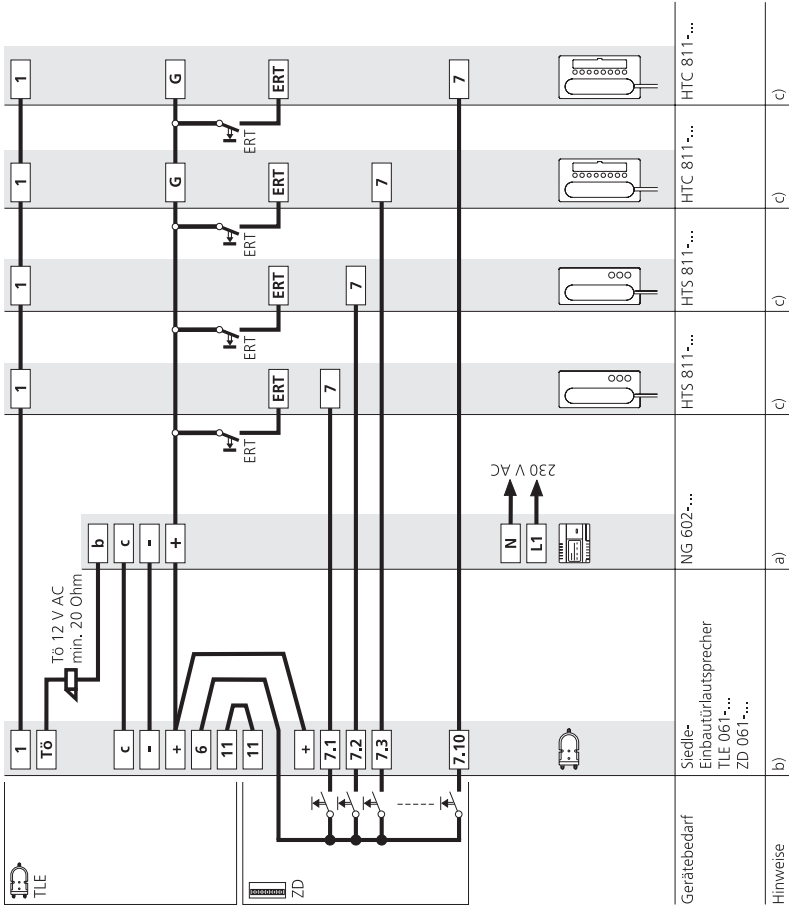 TLE
ZD
1
Tö
c
-
+
6
11
11
+
7.1
7.2
7.3
7.10
Tö 12 V AC
min. 20 Ohm
b
c
-
+
N
L1
230 V AC
ERT
1
ERT
7
ERT
1
ERT
7
ERT
1
G
ERT
7
ERT
1
G
ERT
7
Gerätebedarf
Siedle-
Einbautürlautsprecher
TLE 061-...
ZD 061-...
NG 602-...
HTS 811-...
HTS 811-...
HTC 811-...
HTC 811-...
Hinweise
b)
a)
c)
c)
c)
c)